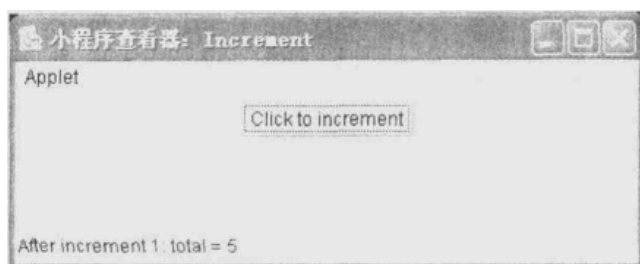 小程序查看器: Increment
Applet
Click to increment
After increment 1: total = 5